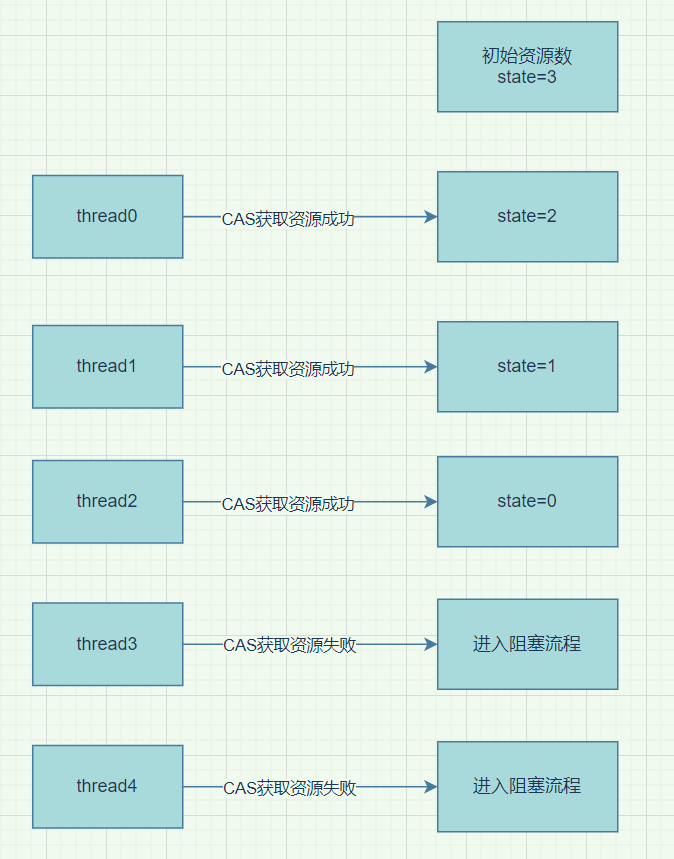 初始资源数
state=3
thread0
CAS获取资源成功
state=2
thread1
CAS获取资源成功
state=1
thread2
CAS获取资源成功
state=0
thread3
CAS获取资源失败
进入阻塞流程
thread4
CAS获取资源失败
进入阻塞流程